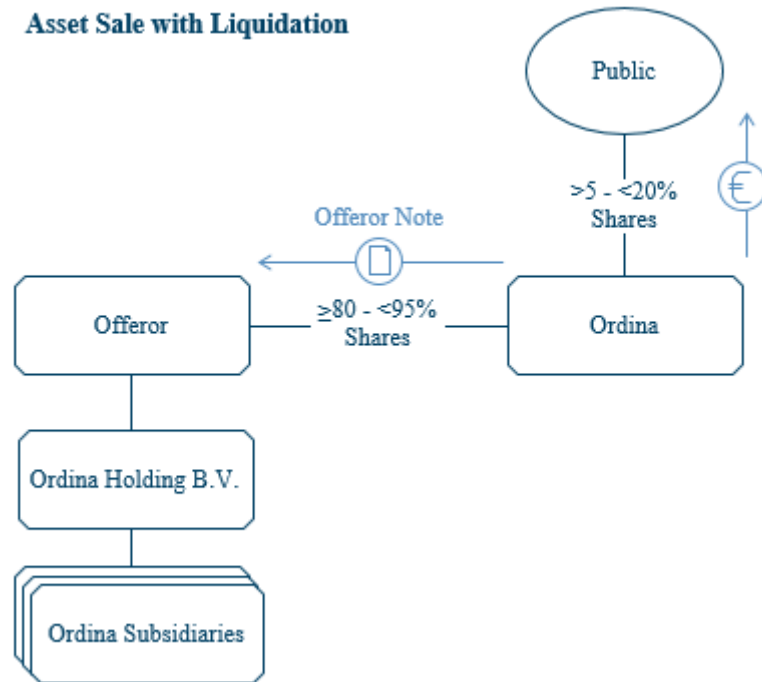 Asset Sale with Liquidation
Public
>5 - <20%
Shares
€
Offeror Note
Offeror
≥80 - <95%
Shares
Ordina
Ordina Holding B.V.
Ordina Subsidiaries